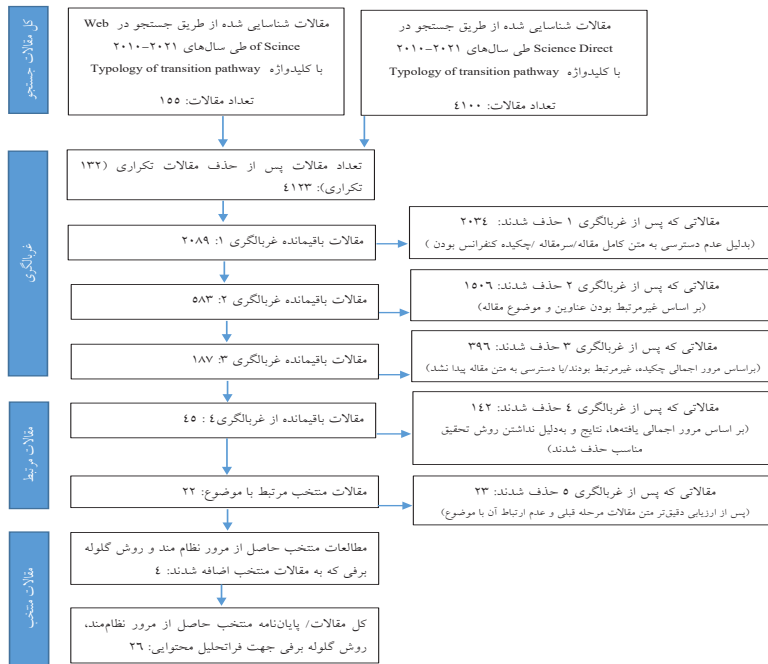 کل مقالات جستجو
مقالات شناسایی شده از طریق جستجو در Web
of Scince طی سال‌های ۲۰۲۱-۲۰۱۰
با کلیدواژه Typology of transition pathway
تعداد مقالات: ۱۵۵
مقالات شناسایی شده از طریق جستجو در
Science Direct طی سال‌های ۲۰۲۱-۲۰۱۰
با کلیدواژه Typology of transition pathway
تعداد مقالات: ٤۱۰۰
غربالگری
تعداد مقالات پس از حذف مقالات تکراری (۱۳۲
تکراری): ٤۱۲۳
مقالات باقیمانده غربالگری ۱: ۲۰۸۹
مقالاتی که پس از غربالگری ۱ حذف شدند: ۲۰۳٤
(بدلیل عدم دسترسی به متن کامل مقاله/سرمقاله /چکیده کنفرانس بودن )
مقالات باقیمانده غربالگری ۲: ۵۸۳
مقالاتی که پس از غربالگری ۲ حذف شدند: ۱۵۰۶
(بر اساس غیرمرتبط بودن عناوین و موضوع مقاله)
مقالات باقیمانده غربالگری ۳: ۱۸۷
مقالاتی که پس از غربالگری ۳ حذف شدند: ۳۹۶
(براساس مرور اجمالی چکیده، غیرمرتبط بودند/یا دسترسی به متن مقاله پیدا نشد)
مقالات مرتبط
مقالات باقیمانده از غربالگری٤ : ٤۵
مقالاتی که پس از غربالگری ٤ حذف شدند: ۱٤۲
(بر اساس مرور اجمالی یافته‌ها، نتایج و به‌دلیل نداشتن روش تحقیق
مناسب حذف شدند)
مقالات منتخب مرتبط با موضوع: ۲۲
مقالاتی که پس از غربالگری ۵ حذف شدند: ۲۳
(پس از ارزیابی دقیق‌تر متن مقالات مرحله قبلی و عدم ارتباط آن با موضوع)
مقالات منتخب
مطالعات منتخب حاصل از مرور نظام مند و روش گلوله
برفی که به مقالات منتخب اضافه شدند: ٤
کل مقالات/ پایان‌نامه منتخب حاصل از مرور نظام‌مند،
روش گلوله برفی جهت فراتحلیل محتوایی: ۲۶